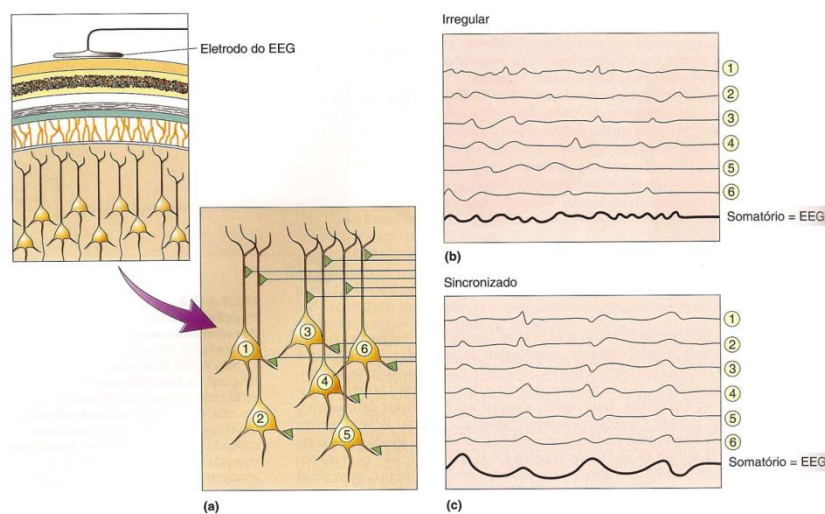 Eletrodo do EEG
1
2
3
4
5
6
(a)
Irregular
1
2
3
4
5
6
Somatório = EEG
(b)
Sincronizado
1
2
3
4
5
6
Somatório = EEG
(c)